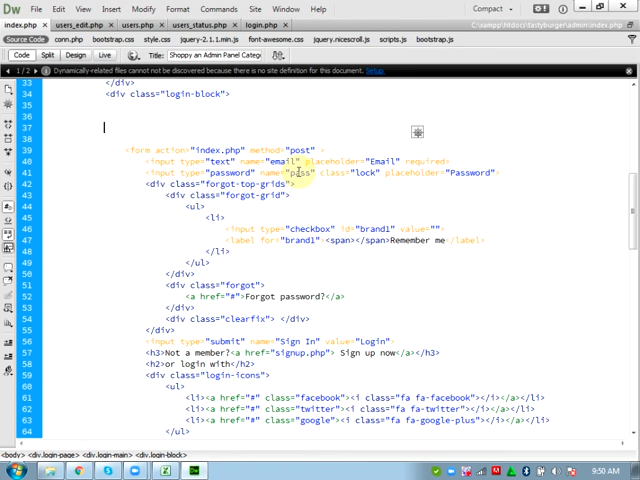 Dw File Edit View Insert Modify Format Commands Site Window Help Compact
index.php × users_edit.php × users.php × users_status.php × login.php × C:\xampp\htdocs\tastyburger\admin\index.php
Source Code conn.php bootstrap.css style.css jquery-2.1.1.min.js font-awesome.css jquery.nicescroll.js scripts.js bootstrap.js
Code Split Design Live Title: Shoppy an Admin Panel Categ
1 / 2 Dynamically-related files cannot be discovered because there is no site definition for this document. Setup
33 </div>
34 <div class="login-block">
35
36
37
38
39 <form action="index.php" method="post" >
40 <input type="text" name="email" placeholder="Email" required>
41 <input type="password" name="pass" class="lock" placeholder="Password">
42 <div class="forgot-top-grids">
43 <div class="forgot-grid">
44 <ul>
45 <li>
46 <input type="checkbox" id="brand1" value="">
47 <label for="brand1"><span></span>Remember me</label>
48 </li>
49 </ul>
50 </div>
51 <div class="forgot">
52 <a href="#">Forgot password?</a>
53 </div>
54 <div class="clearfix"> </div>
55 </div>
56 <input type="submit" name="Sign In" value="Login">
57 <h3>Not a member?<a href="signup.php"> Sign up now</a></h3>
58 <h2>or login with</h2>
59 <div class="login-icons">
60 <ul>
61 <li><a href="#" class="facebook"><i class="fa fa-facebook"></i></a></li>
62 <li><a href="#" class="twitter"><i class="fa fa-twitter"></i></a></li>
63 <li><a href="#" class="google"><i class="fa fa-google-plus"></i></a></li>
64 </ul>
<body> <div.login-page> <div.login-main> <div.login-block>
Dw 9:50 AM